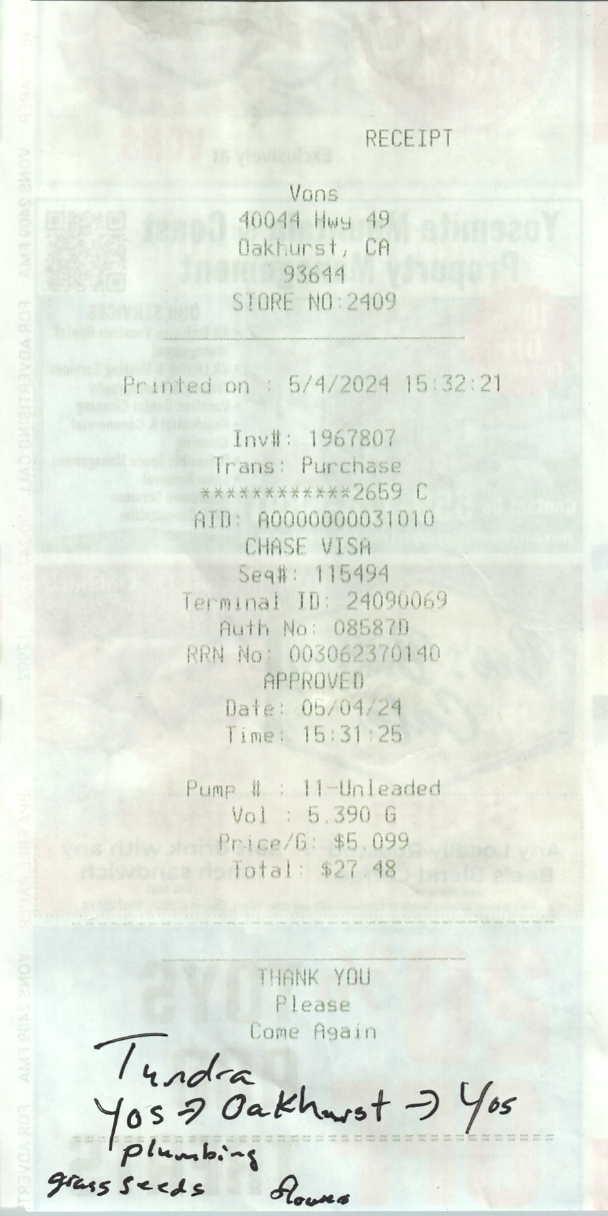 RECEIPT
Vons
40044 Hwy 49
Oakhurst, CA
93644
STORE NO:2409
Printed on : 5/4/2024 15:32:21
Inv#: 1967807
Trans: Purchase
************2659 C
AID: A0000000031010
CHASE VISA
Seq#: 115494
Terminal ID: 24090069
Auth No: 08587D
RRN No: 003062370140
APPROVED
Date: 05/04/24
Time: 15:31:25
Pump # : 11-Unleaded
Vol : 5.390 G
Price/G: $5.099
Total: $27.48
THANK YOU
Please
Come Again
Tundra
Yos → Oakhurst → Yos
plumbing
grass seeds flowers